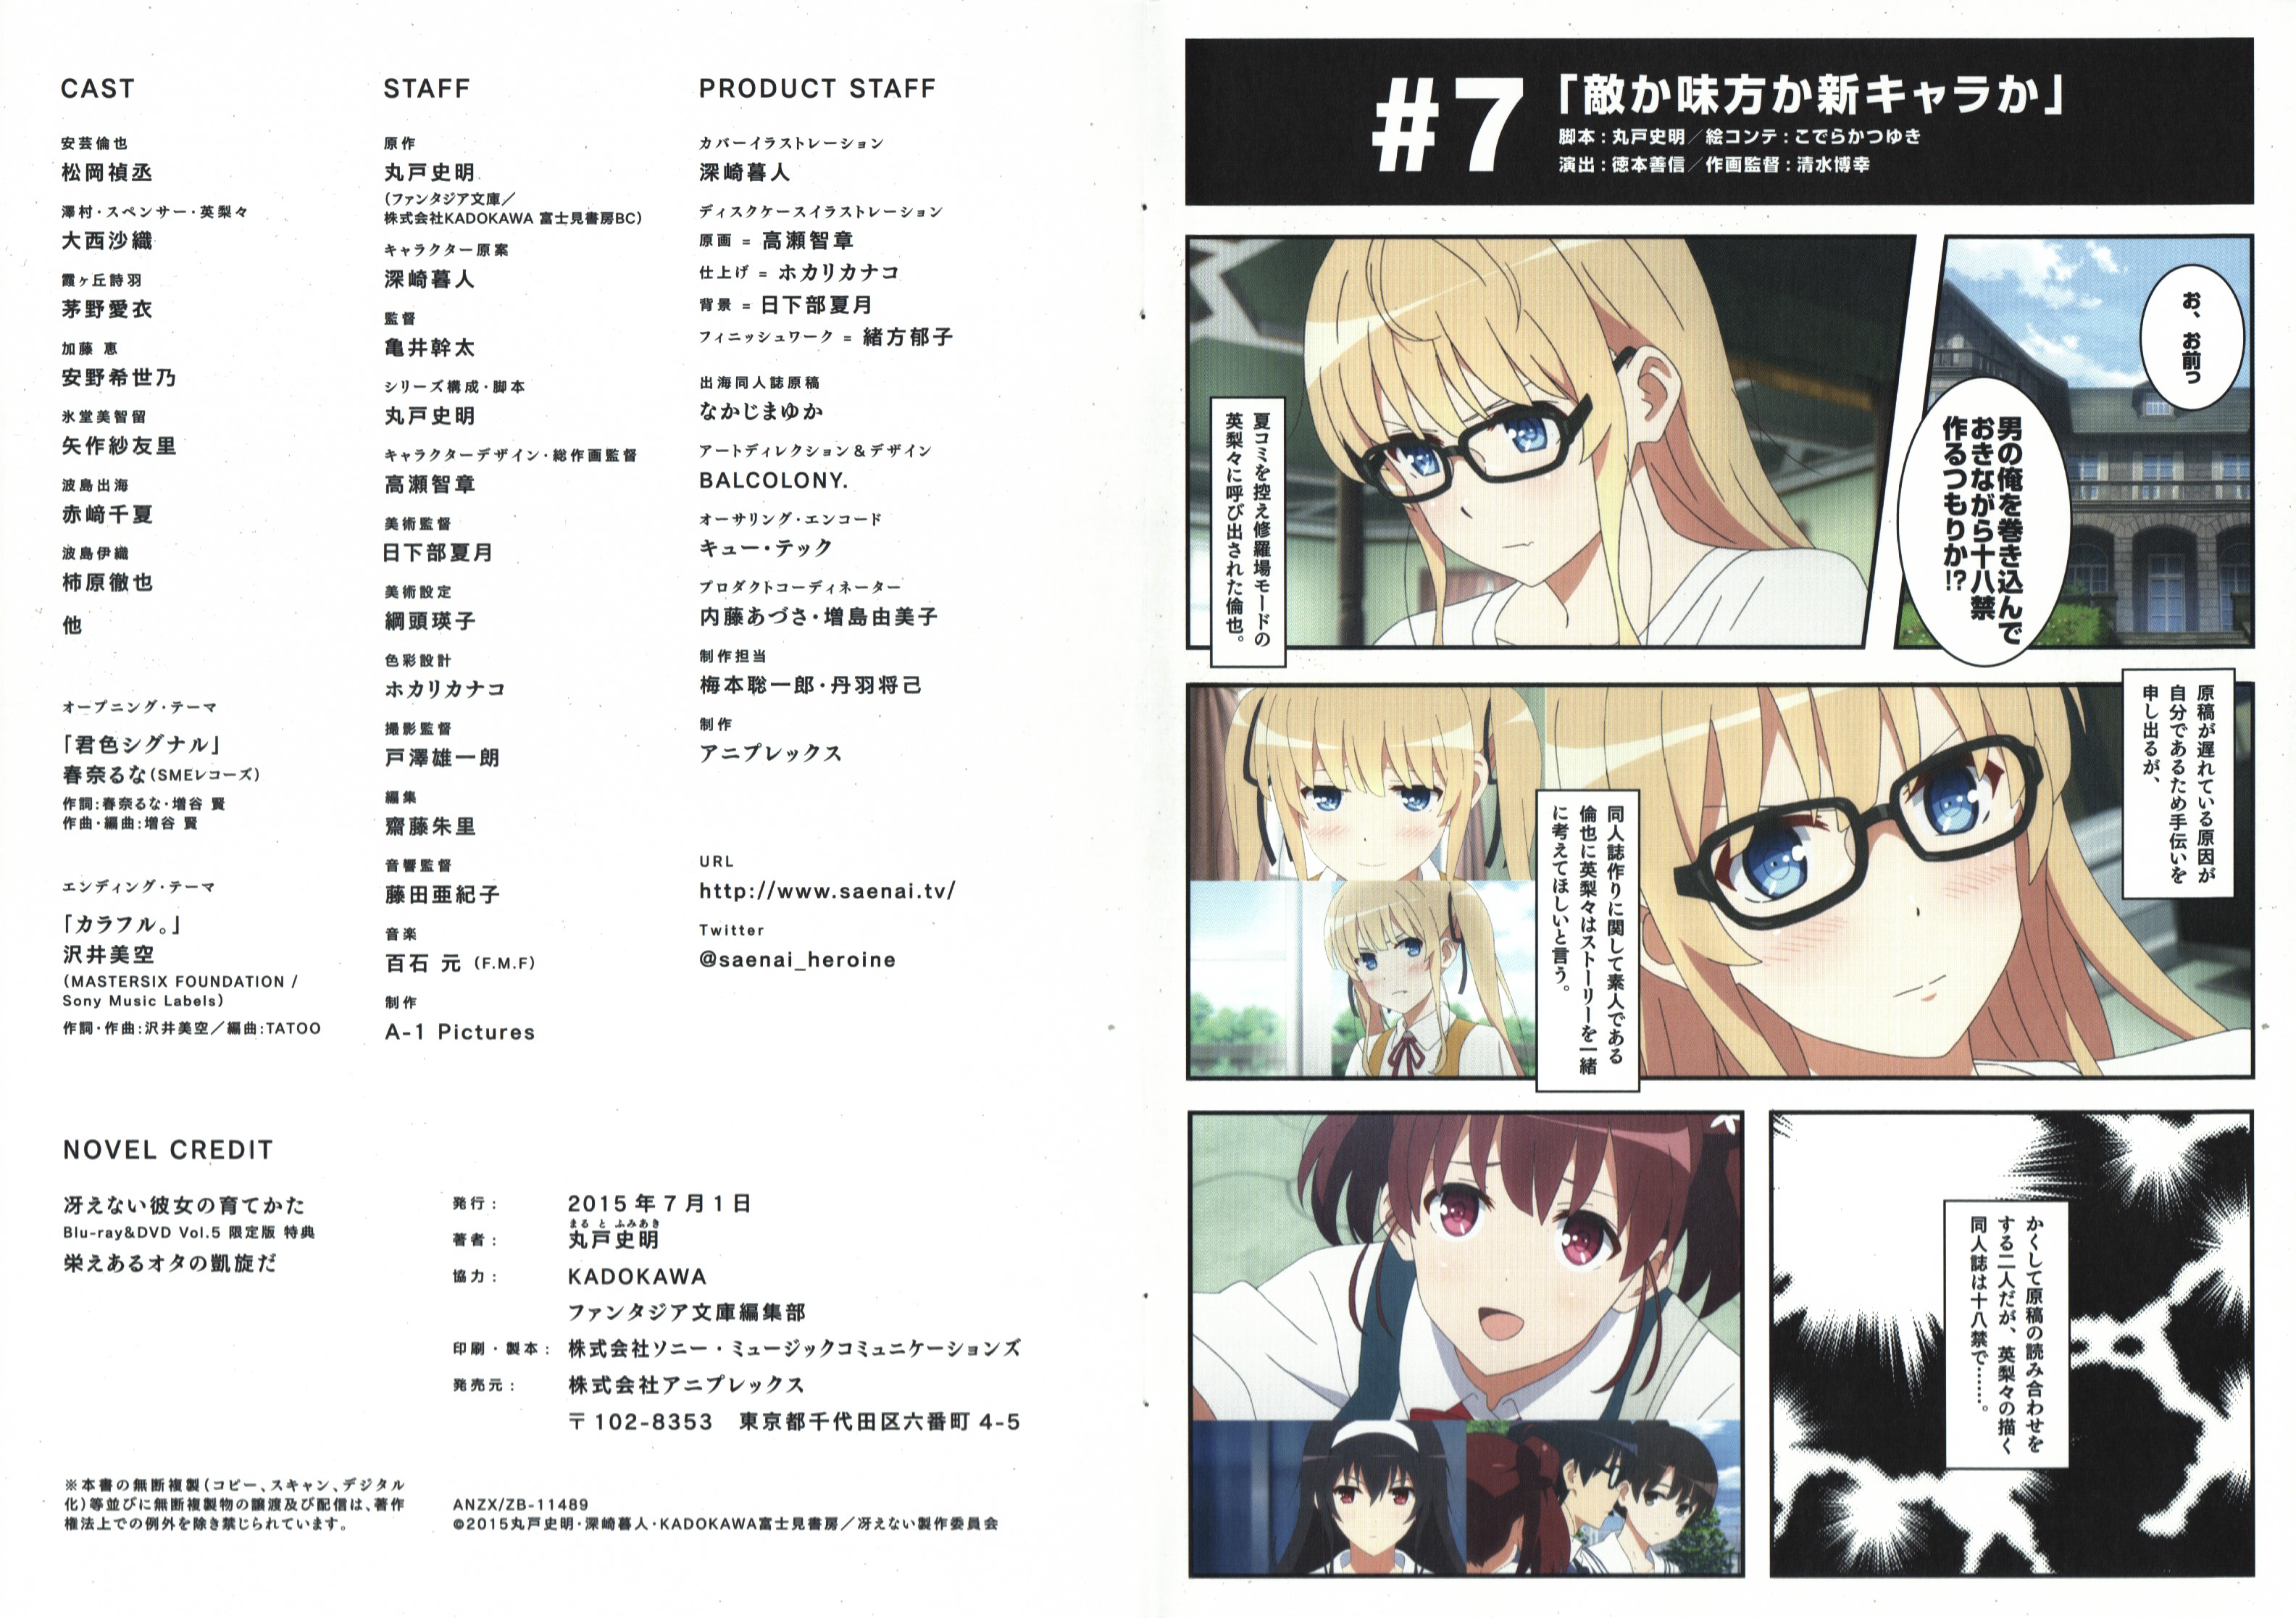 CAST
安芸倫也
松岡禎丞
澤村・スペンサー・英梨々
大西沙織
霞ヶ丘詩羽
茅野愛衣
加藤 恵
安野希世乃
氷堂美智留
矢作紗友里
波島出海
赤﨑千夏
波島伊織
柿原徹也
他
オープニング・テーマ
「君色シグナル」
春奈るな(SMEレコーズ)
作詞:春奈るな・増谷 賢
作曲・編曲:増谷 賢
エンディング・テーマ
「カラフル。」
沢井美空
(MASTERSIX FOUNDATION /
Sony Music Labels)
作詞・作曲:沢井美空／編曲:TATOO
STAFF
原作
丸戸史明
(ファンタジア文庫／
株式会社KADOKAWA 富士見書房BC)
キャラクター原案
深崎暮人
監督
亀井幹太
シリーズ構成・脚本
丸戸史明
キャラクターデザイン・総作画監督
高瀬智章
美術監督
日下部夏月
美術設定
綱頭瑛子
色彩設計
ホカリカナコ
撮影監督
戸澤雄一朗
編集
齋藤朱里
音響監督
藤田亜紀子
音楽
百石 元 (F.M.F)
制作
A-1 Pictures
PRODUCT STAFF
カバーイラストレーション
深崎暮人
ディスクケースイラストレーション
原画 = 高瀬智章
仕上げ = ホカリカナコ
背景 = 日下部夏月
フィニッシュワーク = 緒方郁子
出海同人誌原稿
なかじまゆか
アートディレクション&デザイン
BALCOLONY.
オーサリング・エンコード
キュー・テック
プロダクトコーディネーター
内藤あづさ・増島由美子
制作担当
梅本聡一郎・丹羽将己
制作
アニプレックス
URL
http://www.saenai.tv/
Twitter
@saenai_heroine
NOVEL CREDIT
冴えない彼女の育てかた
Blu-ray&DVD Vol.5 限定版 特典
栄えあるオタの凱旋だ
発行: 2015年7月1日
まる と ふみあき
著者: 丸戸史明
協力: KADOKAWA
ファンタジア文庫編集部
印刷・製本: 株式会社ソニー・ミュージックコミュニケーションズ
発売元: 株式会社アニプレックス
〒102-8353 東京都千代田区六番町 4-5
※本書の無断複製(コピー、スキャン、デジタル
化)等並びに無断複製物の譲渡及び配信は、著作
権法上での例外を除き禁じられています。
ANZX/ZB-11489
©2015丸戸史明・深崎暮人・KADOKAWA富士見書房／冴えない製作委員会
#7 「敵か味方か新キャラか」
脚本:丸戸史明／絵コンテ:こでらかつゆき
演出:徳本善信／作画監督:清水博幸
お、お前っ
男の俺を巻き込んで
おきながら十八禁
作るつもりか!?
夏コミを控え修羅場モードの
英梨々に呼び出された倫也。
原稿が遅れている原因が
自分であるため手伝いを
申し出るが、
同人誌作りに関して素人である
倫也に英梨々はストーリーを一緒
に考えてほしいと言う。
かくして原稿の読み合わせを
する二人だが、英梨々の描く
同人誌は十八禁で……。